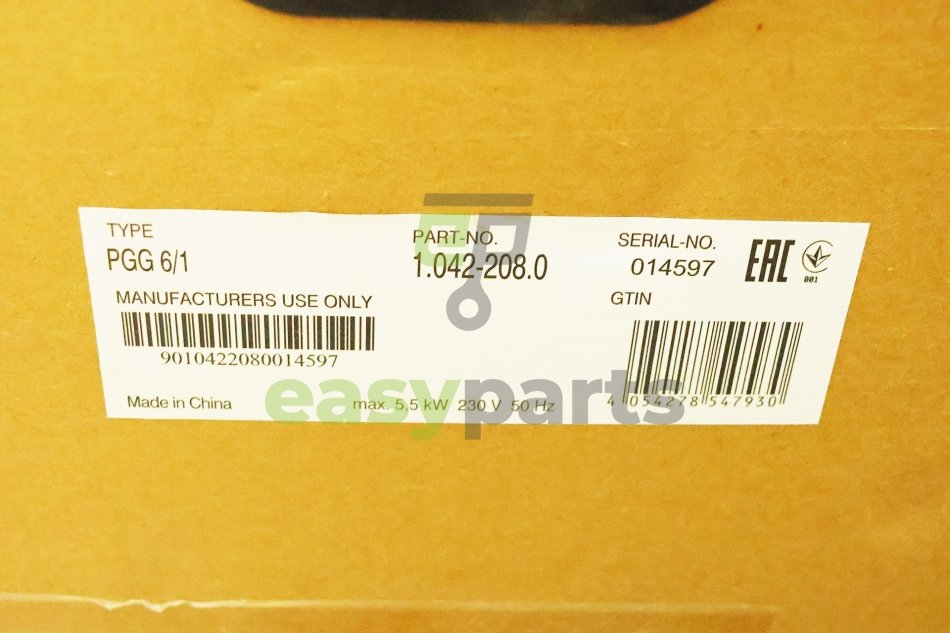 TYPE
PGG 6/1
PART-NO.
1.042-208.0
SERIAL-NO.
014597
EAC
001
MANUFACTURERS USE ONLY
9010422080014597
GTIN
4 054278 547930
Made in China
max. 5,5 kW 230 V 50 Hz
easyparts